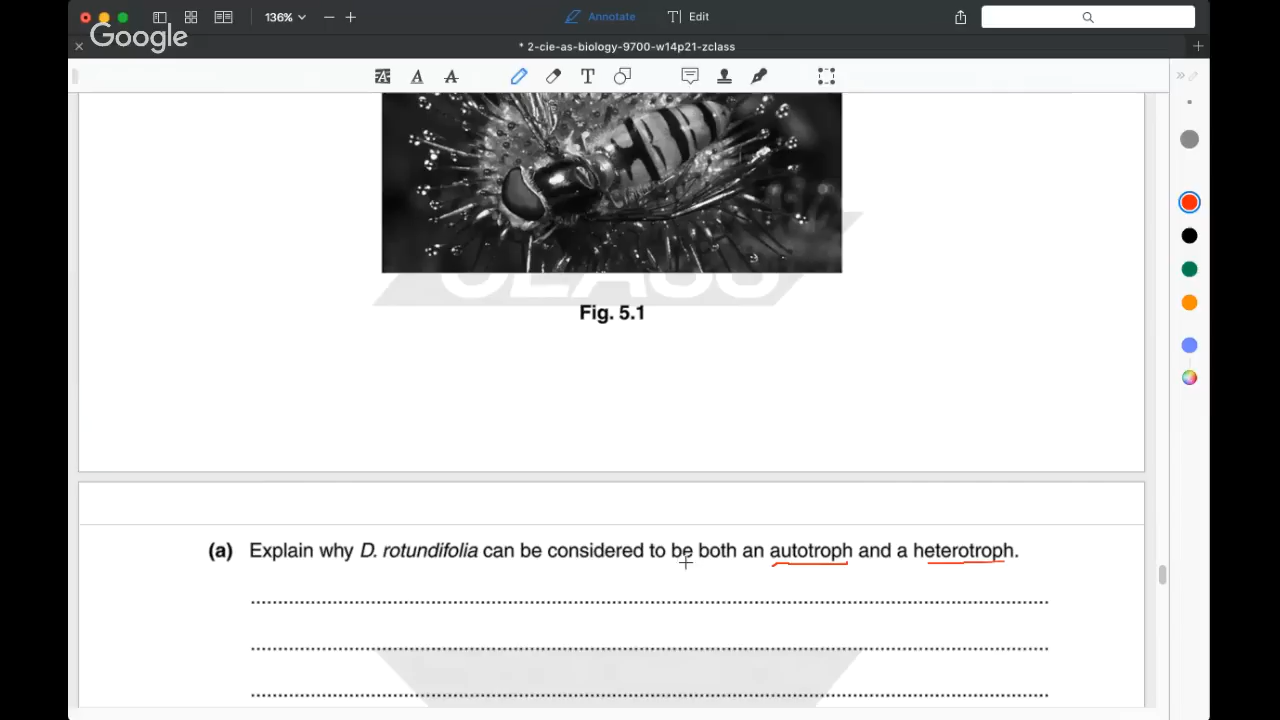 136%
Annotate
T Edit
Google
* 2-cie-as-biology-9700-w14p21-zclass
A A A T
CLASS
Fig. 5.1
(a) Explain why D. rotundifolia can be considered to be both an autotroph and a heterotroph.